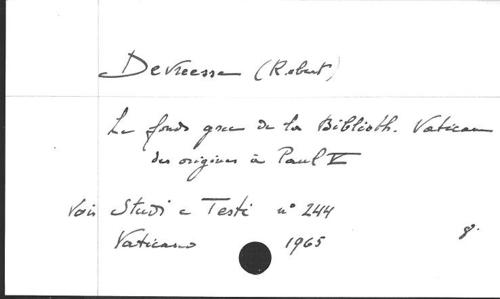 Devreesse (Robert)
Le fonds grec de la Biblioth. Vaticane
des origines à Paul V
Voir Studi e Testi n° 244
Vaticano 1965 8°